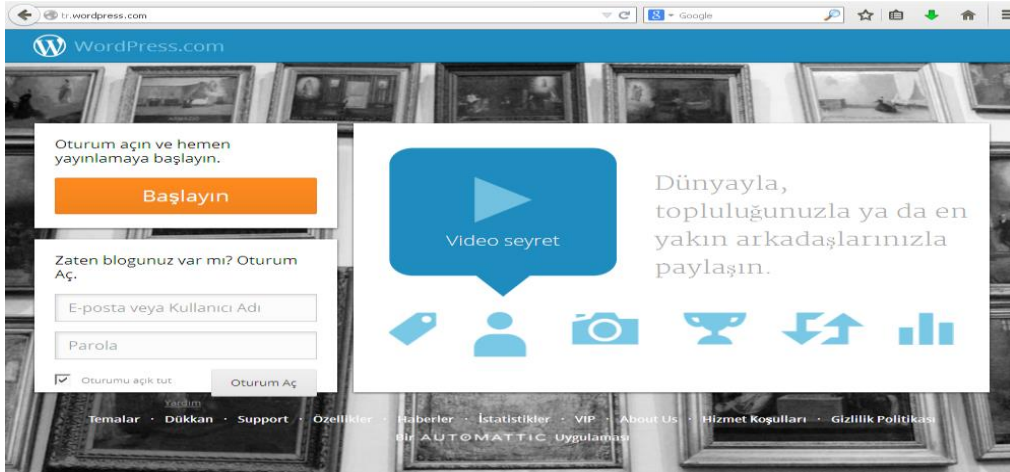 tr.wordpress.com
Google
WordPress.com
Oturum açın ve hemen
yayınlamaya başlayın.
Başlayın
Zaten blogunuz var mı? Oturum
Aç.
E-posta veya Kullanıcı Adı
Parola
Oturumu açık tut
Oturum Aç
Yardım
Video seyret
Dünyayla,
topluluğunuzla ya da en
yakın arkadaşlarınızla
paylaşın.
Temalar · Dükkan · Support · Özellikler · Haberler · İstatistikler · VIP · About Us · Hizmet Koşulları · Gizlilik Politikası
Bir AUTOMATTIC Uygulaması